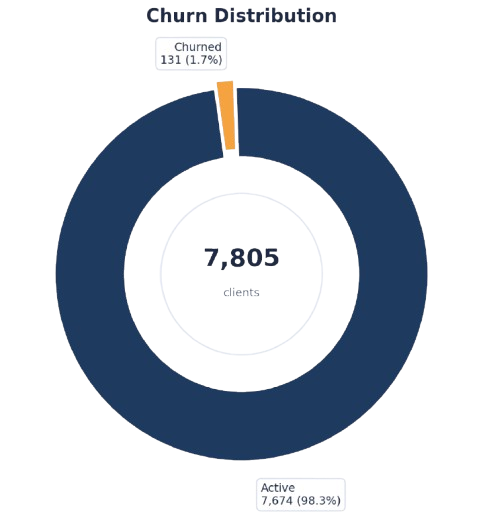 Churn Distribution
Churned
131 (1.7%)
7,805
clients
Active
7,674 (98.3%)